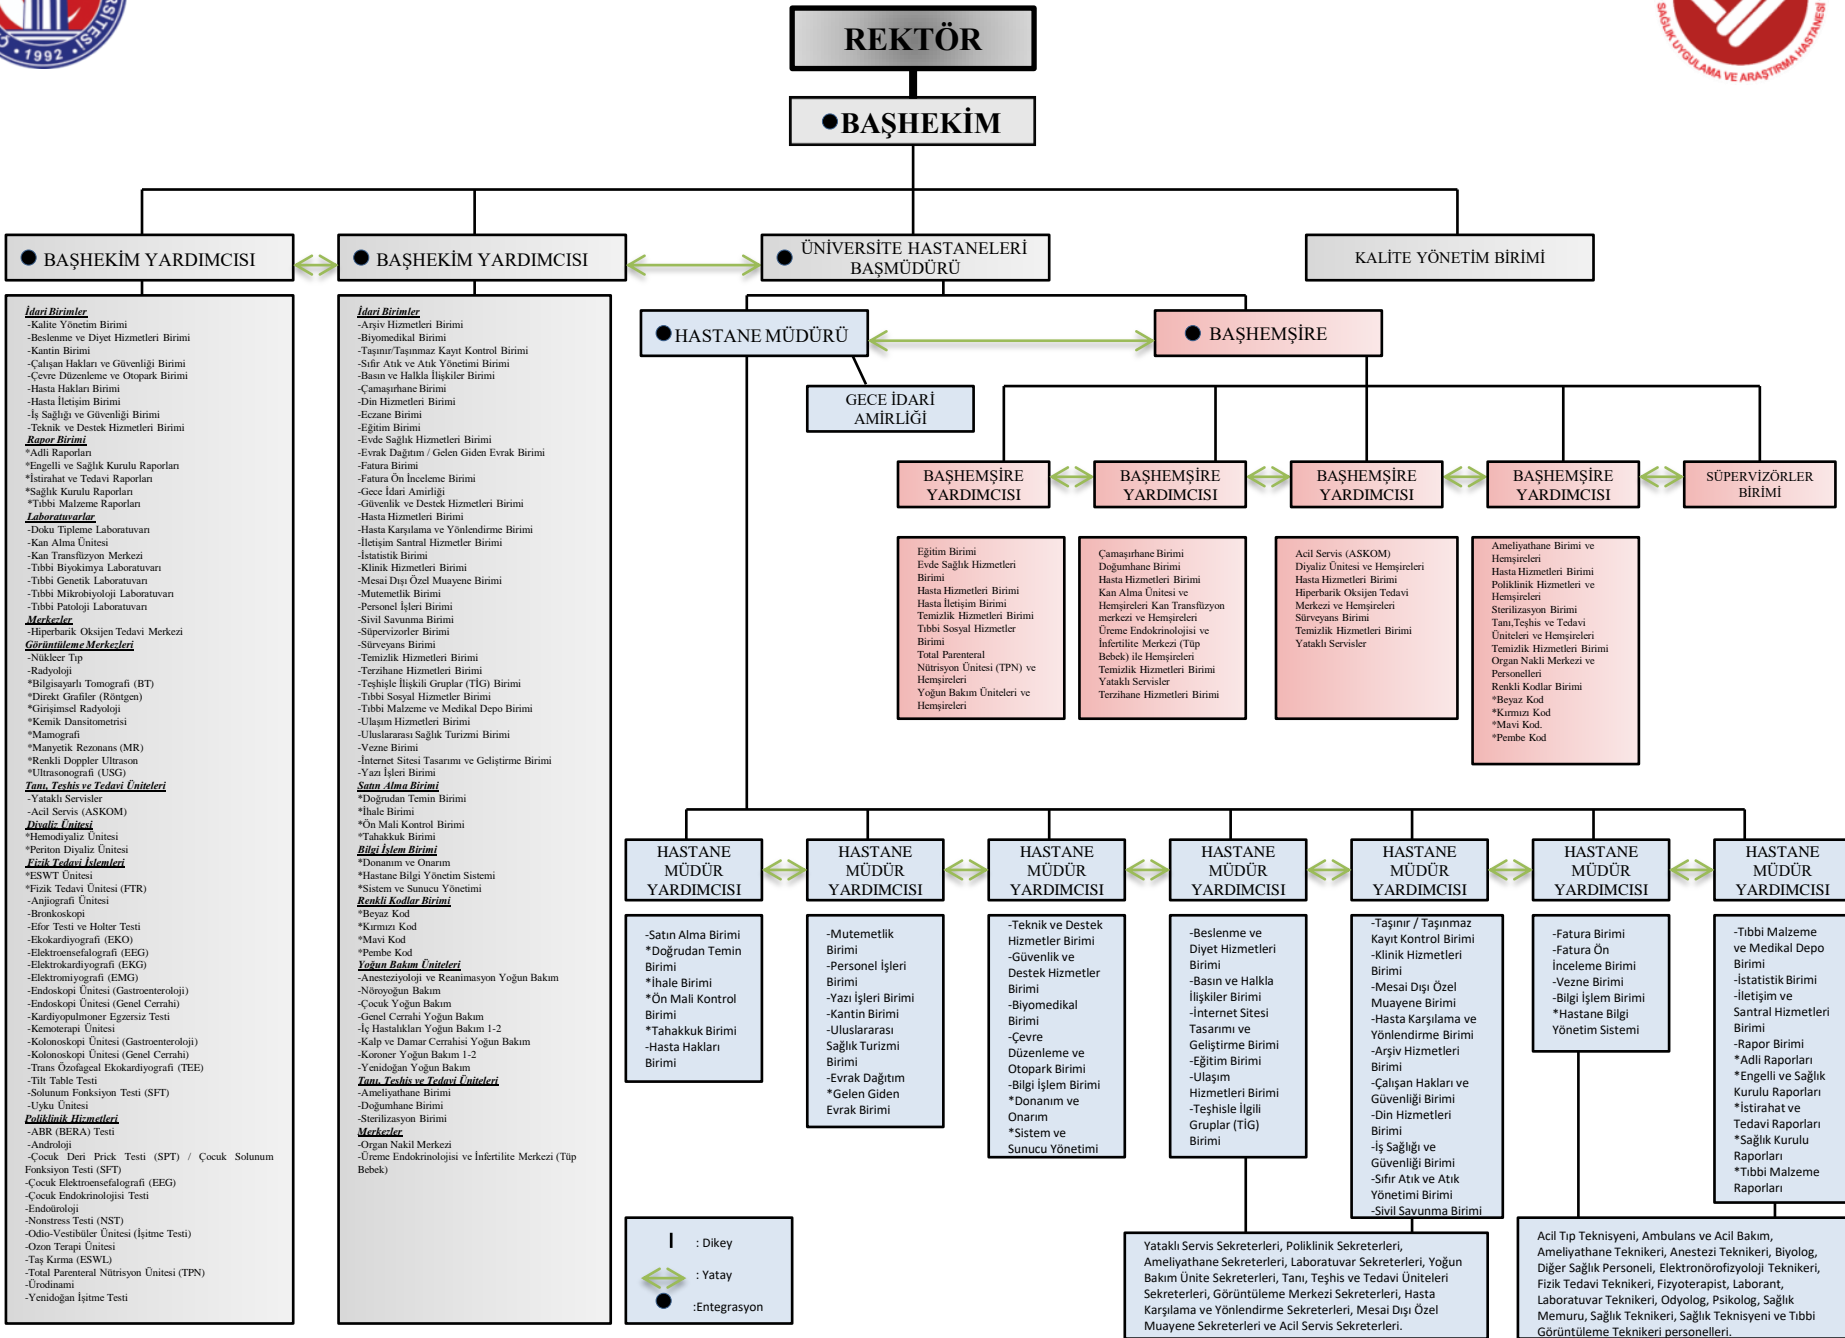 1992
SAĞLIK UYGULAMA VE ARAŞTIRMA HASTANESİ
REKTÖR
BAŞHEKİM
BAŞHEKİM YARDIMCISI
BAŞHEKİM YARDIMCISI
ÜNİVERSİTE HASTANELERİ
BAŞMÜDÜRÜ
KALİTE YÖNETİM BİRİMİ
İdari Birimler
-Kalite Yönetim Birimi
-Beslenme ve Diyet Hizmetleri Birimi
-Kantin Birimi
-Çalışan Hakları ve Güvenliği Birimi
-Çevre Düzenleme ve Otopark Birimi
-Hasta Hakları Birimi
-Hasta İletişim Birimi
-İş Sağlığı ve Güvenliği Birimi
-Teknik ve Destek Hizmetleri Birimi
Rapor Birimi
*Adli Raporları
*Engelli ve Sağlık Kurulu Raporları
*İstirahat ve Tedavi Raporları
*Sağlık Kurulu Raporları
*Tıbbi Malzeme Raporları
Laboratuvarlar
-Doku Tipleme Laboratuvarı
-Kan Alma Ünitesi
-Kan Transfüzyon Merkezi
-Tıbbi Biyokimya Laboratuvarı
-Tıbbi Genetik Laboratuvarı
-Tıbbi Mikrobiyoloji Laboratuvarı
-Tıbbi Patoloji Laboratuvarı
Merkezler
-Hiperbarik Oksijen Tedavi Merkezi
Görüntüleme Merkezleri
-Nükleer Tıp
-Radyoloji
*Bilgisayarlı Tomografi (BT)
*Direkt Grafiler (Röntgen)
*Girişimsel Radyoloji
*Kemik Dansitometrisi
*Mamografi
*Manyetik Rezonans (MR)
*Renkli Doppler Ultrason
*Ultrasonografi (USG)
Tanı, Teşhis ve Tedavi Üniteleri
-Yataklı Servisler
-Acil Servis (ASKOM)
Diyaliz Ünitesi
*Hemodiyaliz Ünitesi
*Periton Diyaliz Ünitesi
Fizik Tedavi İşlemleri
*ESWT Ünitesi
*Fizik Tedavi Ünitesi (FTR)
-Anjiografi Ünitesi
-Bronkoskopi
-Efor Testi ve Holter Testi
-Ekokardiyografi (EKO)
-Elektroensefalografi (EEG)
-Elektrokardiyografi (EKG)
-Elektromiyografi (EMG)
-Endoskopi Ünitesi (Gastroenteroloji)
-Endoskopi Ünitesi (Genel Cerrahi)
-Kardiyopulmoner Egzersiz Testi
-Kemoterapi Ünitesi
-Kolonoskopi Ünitesi (Gastroenteroloji)
-Kolonoskopi Ünitesi (Genel Cerrahi)
-Trans Özofageal Ekokardiyografi (TEE)
-Tilt Table Testi
-Solunum Fonksiyon Testi (SFT)
-Uyku Ünitesi
Poliklinik Hizmetleri
-ABR (BERA) Testi
-Androloji
-Çocuk Deri Prick Testi (SPT) / Çocuk Solunum
Fonksiyon Testi (SFT)
-Çocuk Elektroensefalografi (EEG)
-Çocuk Endokrinolojisi Testi
-Endoüroloji
-Nonstress Testi (NST)
-Odio-Vestibüler Ünitesi (İşitme Testi)
-Ozon Terapi Ünitesi
-Taş Kırma (ESWL)
-Total Parenteral Nütrisyon Ünitesi (TPN)
-Ürodinami
-Yenidoğan İşitme Testi
İdari Birimler
-Arşiv Hizmetleri Birimi
-Biyomedikal Birimi
-Taşınır/Taşınmaz Kayıt Kontrol Birimi
-Sıfır Atık ve Atık Yönetimi Birimi
-Basın ve Halkla İlişkiler Birimi
-Çamaşırhane Birimi
-Din Hizmetleri Birimi
-Eczane Birimi
-Eğitim Birimi
-Evde Sağlık Hizmetleri Birimi
-Evrak Dağıtım / Gelen Giden Evrak Birimi
-Fatura Birimi
-Fatura Ön İnceleme Birimi
-Gece İdari Amirliği
-Güvenlik ve Destek Hizmetleri Birimi
-Hasta Hizmetleri Birimi
-Hasta Karşılama ve Yönlendirme Birimi
-İletişim Santral Hizmetler Birimi
-İstatistik Birimi
-Klinik Hizmetleri Birimi
-Mesai Dışı Özel Muayene Birimi
-Mutemetlik Birimi
-Personel İşleri Birimi
-Sivil Savunma Birimi
-Süpervizorler Birimi
-Sürveyans Birimi
-Temizlik Hizmetleri Birimi
-Terzihane Hizmetleri Birimi
-Teşhişle İlişkili Gruplar (TİG) Birimi
-Tıbbi Sosyal Hizmetler Birimi
-Tıbbi Malzeme ve Medikal Depo Birimi
-Ulaşım Hizmetleri Birimi
-Uluslararası Sağlık Turizmi Birimi
-Vezne Birimi
-İnternet Sitesi Tasarımı ve Geliştirme Birimi
-Yazı İşleri Birimi
Satın Alma Birimi
*Doğrudan Temin Birimi
*İhale Birimi
*Ön Mali Kontrol Birimi
*Tahakkuk Birimi
Bilgi İşlem Birimi
*Donanım ve Onarım
*Hastane Bilgi Yönetim Sistemi
*Sistem ve Sunucu Yönetimi
Renkli Kodlar Birimi
*Beyaz Kod
*Kırmızı Kod
*Mavi Kod
*Pembe Kod
Yoğun Bakım Üniteleri
-Anesteziyoloji ve Reanimasyon Yoğun Bakım
-Nöroyoğun Bakım
-Çocuk Yoğun Bakım
-Genel Cerrahi Yoğun Bakım
-İç Hastalıkları Yoğun Bakım 1-2
-Kalp ve Damar Cerrahisi Yoğun Bakım
-Koroner Yoğun Bakım 1-2
-Yenidoğan Yoğun Bakım
Tanı, Teşhis ve Tedavi Üniteleri
-Ameliyathane Birimi
-Doğumhane Birimi
-Sterilizasyon Birimi
Merkezler
-Organ Nakil Merkezi
-Üreme Endokrinolojisi ve İnfertilite Merkezi (Tüp
Bebek)
HASTANE MÜDÜRÜ
BAŞHEMŞİRE
GECE İDARİ
AMİRLİĞİ
BAŞHEMŞİRE
YARDIMCISI
BAŞHEMŞİRE
YARDIMCISI
BAŞHEMŞİRE
YARDIMCISI
BAŞHEMŞİRE
YARDIMCISI
SÜPERVİZÖRLER
BİRİMİ
Eğitim Birimi
Evde Sağlık Hizmetleri
Birimi
Hasta Hizmetleri Birimi
Hasta İletişim Birimi
Temizlik Hizmetleri Birimi
Tıbbi Sosyal Hizmetler
Birimi
Total Parenteral
Nütrisyon Ünitesi (TPN) ve
Hemşireleri
Yoğun Bakım Üniteleri ve
Hemşireleri
Çamaşırhane Birimi
Doğumhane Birimi
Hasta Hizmetleri Birimi
Kan Alma Ünitesi ve
Hemşireleri Kan Transfüzyon
merkezi ve Hemşireleri
Üreme Endokrinolojisi ve
İnfertilite Merkezi (Tüp
Bebek) ile Hemşireleri
Temizlik Hizmetleri Birimi
Yataklı Servisler
Terzihane Hizmetleri Birimi
Acil Servis (ASKOM)
Diyaliz Ünitesi ve Hemşireleri
Hasta Hizmetleri Birimi
Hiperbarik Oksijen Tedavi
Merkezi ve Hemşireleri
Sürveyans Birimi
Temizlik Hizmetleri Birimi
Yataklı Servisler
Ameliyathane Birimi ve
Hemşireleri
Hasta Hizmetleri Birimi
Poliklinik Hizmetleri ve
Hemşireleri
Sterilizasyon Birimi
Tanı,Teşhis ve Tedavi
Üniteleri ve Hemşireleri
Temizlik Hizmetleri Birimi
Organ Nakli Merkezi ve
Personelleri
Renkli Kodlar Birimi
*Beyaz Kod
*Kırmızı Kod
*Mavi Kod.
*Pembe Kod
HASTANE
MÜDÜR
YARDIMCISI
HASTANE
MÜDÜR
YARDIMCISI
HASTANE
MÜDÜR
YARDIMCISI
HASTANE
MÜDÜR
YARDIMCISI
HASTANE
MÜDÜR
YARDIMCISI
HASTANE
MÜDÜR
YARDIMCISI
HASTANE
MÜDÜR
YARDIMCISI
-Satın Alma Birimi
*Doğrudan Temin
Birimi
*İhale Birimi
*Ön Mali Kontrol
Birimi
*Tahakkuk Birimi
-Hasta Hakları
Birimi
-Mutemetlik
Birimi
-Personel İşleri
Birimi
-Yazı İşleri Birimi
-Kantin Birimi
-Uluslararası
Sağlık Turizmi
Birimi
-Evrak Dağıtım
*Gelen Giden
Evrak Birimi
-Teknik ve Destek
Hizmetler Birimi
-Güvenlik ve
Destek Hizmetler
Birimi
-Biyomedikal
Birimi
-Çevre
Düzenleme ve
Otopark Birimi
-Bilgi İşlem Birimi
*Donanım ve
Onarım
*Sistem ve
Sunucu Yönetimi
-Beslenme ve
Diyet Hizmetleri
Birimi
-Basın ve Halkla
İlişkiler Birimi
-İnternet Sitesi
Tasarımı ve
Geliştirme Birimi
-Eğitim Birimi
-Ulaşım
Hizmetleri Birimi
-Teşhisle İlgili
Gruplar (TİG)
Birimi
-Taşınır / Taşınmaz
Kayıt Kontrol Birimi
-Klinik Hizmetleri
Birimi
-Mesai Dışı Özel
Muayene Birimi
-Hasta Karşılama ve
Yönlendirme Birimi
-Arşiv Hizmetleri
Birimi
-Çalışan Hakları ve
Güvenliği Birimi
-Din Hizmetleri
Birimi
-İş Sağlığı ve
Güvenliği Birimi
-Sıfır Atık ve Atık
Yönetimi Birimi
-Sivil Savunma Birimi
-Fatura Birimi
-Fatura Ön
İnceleme Birimi
-Vezne Birimi
-Bilgi İşlem Birimi
*Hastane Bilgi
Yönetim Sistemi
-Tıbbi Malzeme
ve Medikal Depo
Birimi
-İstatistik Birimi
-İletişim ve
Santral Hizmetleri
Birimi
-Rapor Birimi
*Adli Raporları
*Engelli ve Sağlık
Kurulu Raporları
*İstirahat ve
Tedavi Raporları
*Sağlık Kurulu
Raporları
*Tıbbi Malzeme
Raporları
: Dikey
: Yatay
:Entegrasyon
Yataklı Servis Sekreterleri, Poliklinik Sekreterleri,
Ameliyathane Sekreterleri, Laboratuvar Sekreterleri, Yoğun
Bakım Ünite Sekreterleri, Tanı, Teşhis ve Tedavi Üniteleri
Sekreterleri, Görüntüleme Merkezi Sekreterleri, Hasta
Karşılama ve Yönlendirme Sekreterleri, Mesai Dışı Özel
Muayene Sekreterleri ve Acil Servis Sekreterleri.
Acil Tıp Teknisyeni, Ambulans ve Acil Bakım,
Ameliyathane Teknikeri, Anestezi Teknikeri, Biyolog,
Diğer Sağlık Personeli, Elektronörofizyoloji Teknikeri,
Fizik Tedavi Teknikeri, Fizyoterapist, Laborant,
Laboratuvar Teknikeri, Odyolog, Psikolog, Sağlık
Memuru, Sağlık Teknikeri, Sağlık Teknisyeni ve Tıbbi
Görüntüleme Teknikeri personelleri.